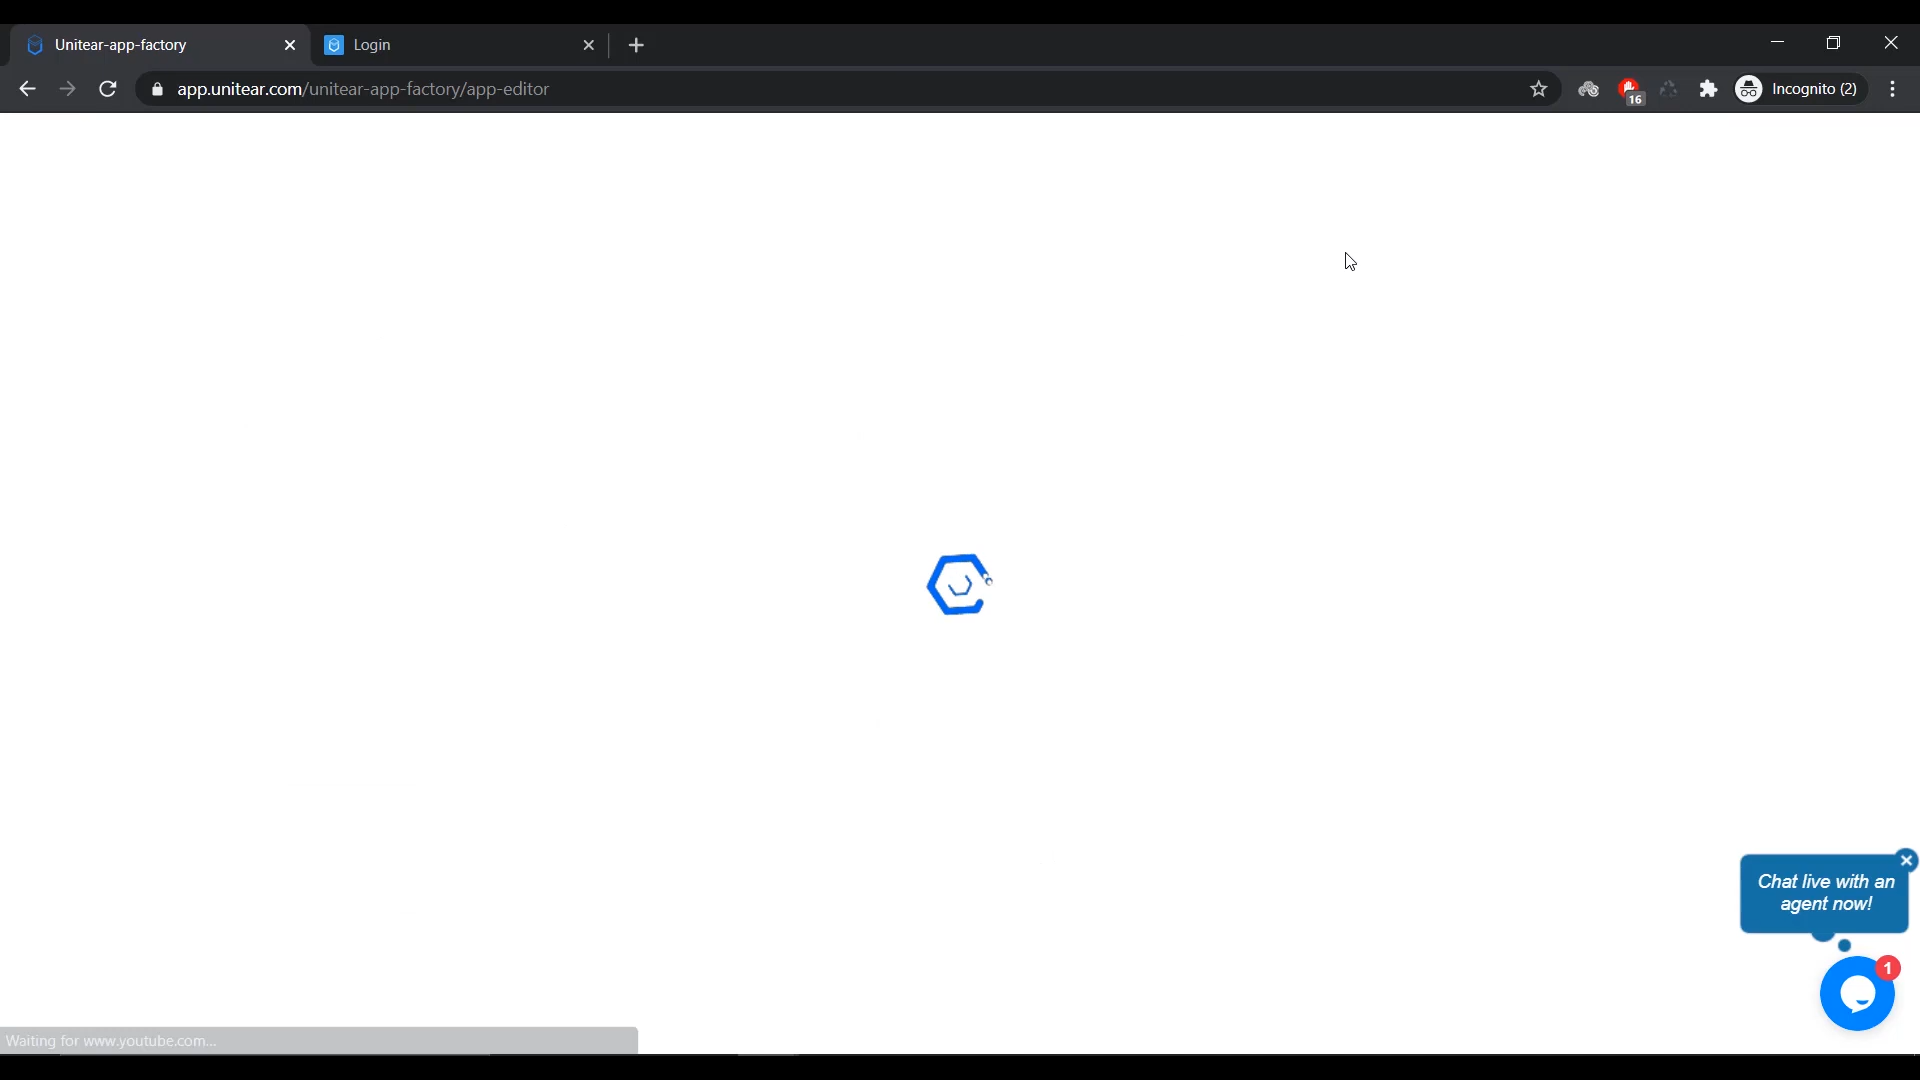 Unitear-app-factory
Login
app.unitear.com/unitear-app-factory/app-editor
16
Incognito (2)
Chat live with an
agent now!
1
Waiting for www.youtube.com...